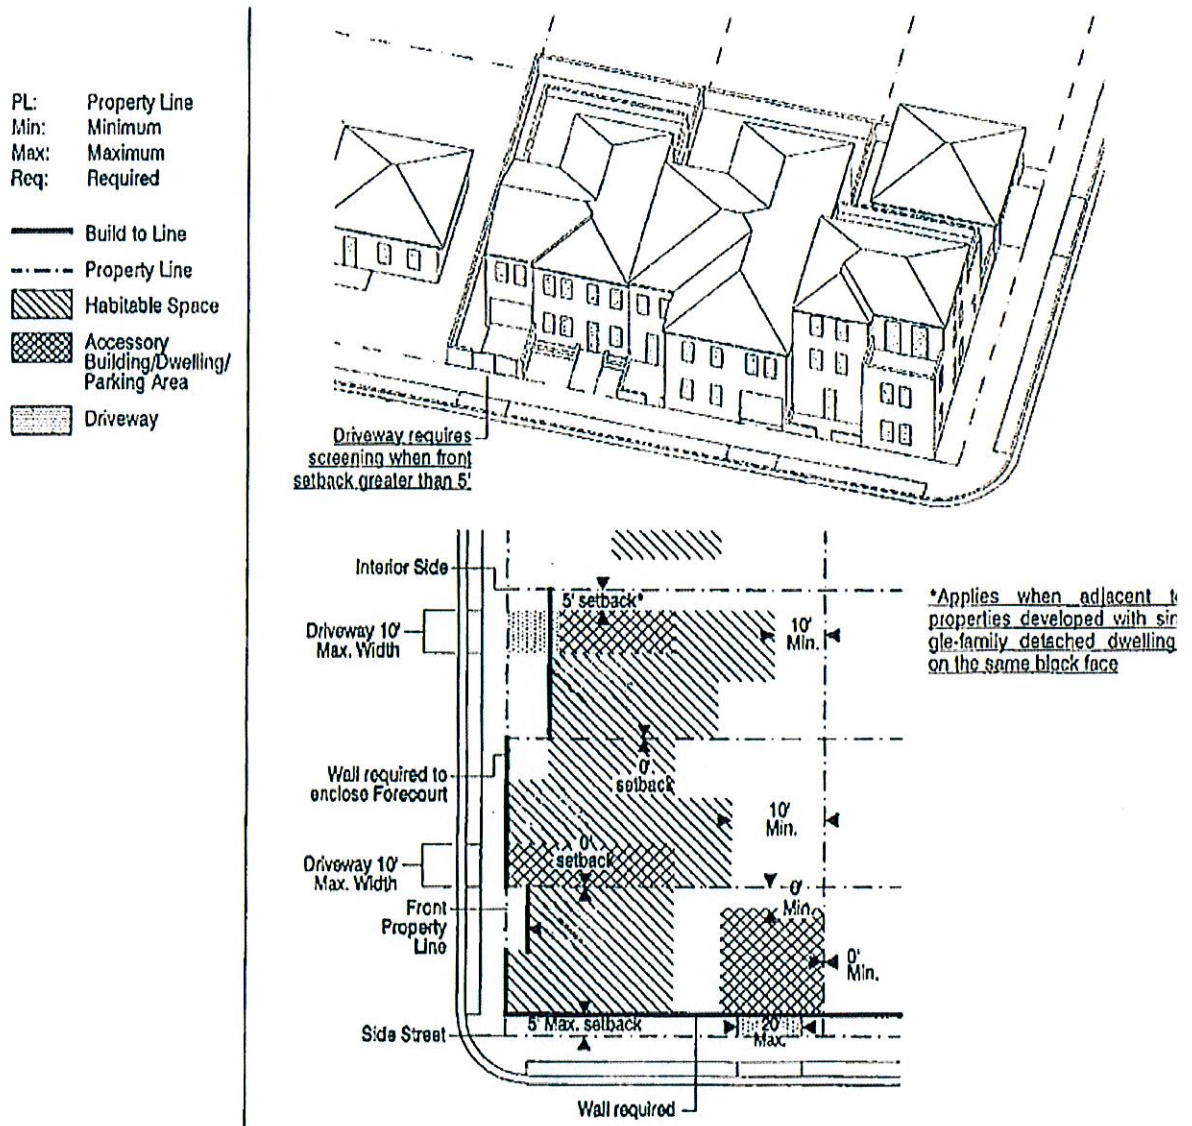 PL: Property Line
Min: Minimum
Max: Maximum
Req: Required
Build to Line
Property Line
Habitable Space
Accessory
Building/Dwelling/
Parking Area
Driveway
Driveway requires
screening when front
setback greater than 5'
Interior Side
5' setback*
Driveway 10'
Max. Width
10'
Min.
*Applies when adjacent to
properties developed with sin-
gle-family detached dwelling
on the same block face
Wall required to
enclose Forecourt
0'
setback
10'
Min.
0'
setback
Driveway 10'
Max. Width
0'
Min.
Front
Property
Line
0'
Min.
5' Max. setback
20'
Max.
Side Street
Wall required